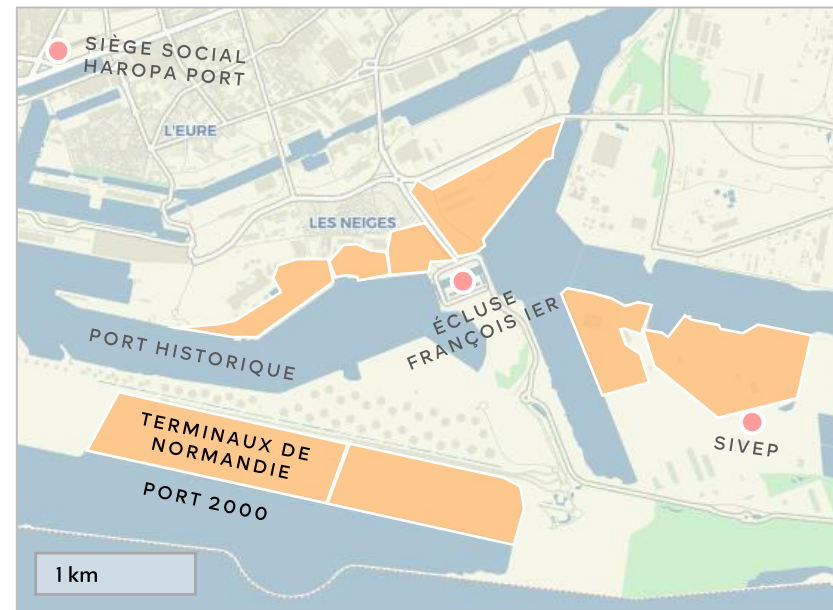 SIÈGE SOCIAL
HAROPA PORT
L'EURE
LES NEIGES
ÉCLUSE
FRANÇOIS IER
PORT HISTORIQUE
TERMINAUX DE
NORMANDIE
SIVEP
PORT 2000
1 km